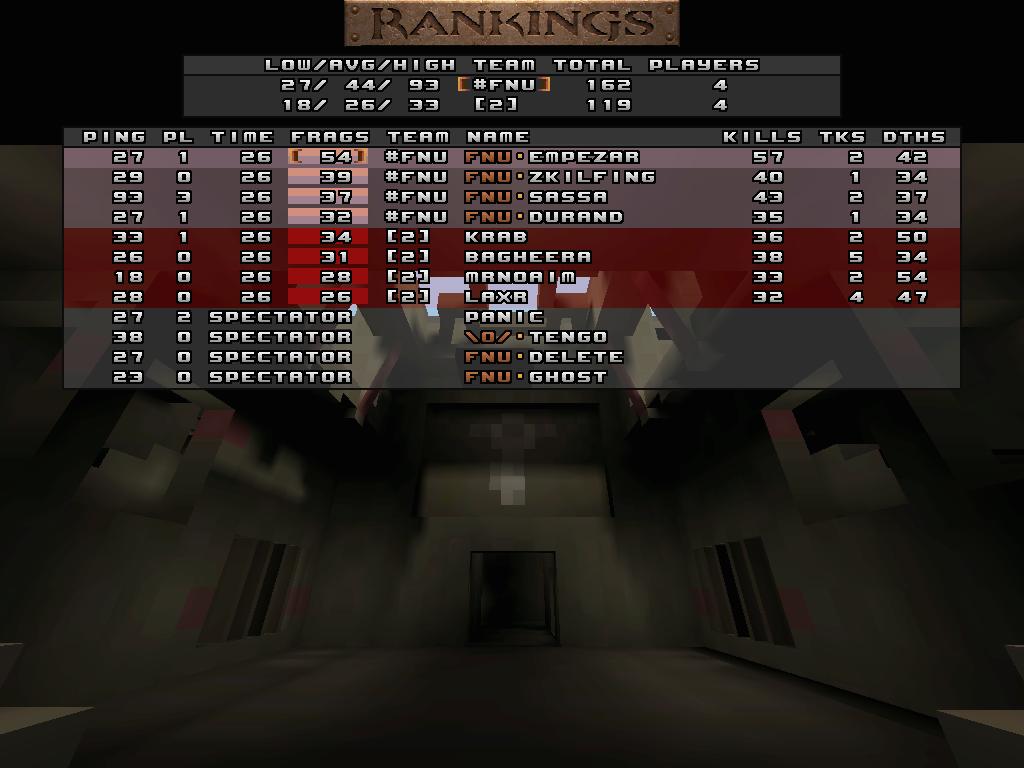 RANKINGS
LOW/AVG/HIGH TEAM TOTAL PLAYERS
27/ 44/ 93 [#FNU] 162 4
18/ 26/ 33 [2] 119 4
PING PL TIME FRAGS TEAM NAME KILLS TKS DTHS
27 1 26 [ 54] #FNU FNU·EMPEZAR 57 2 42
29 0 26 39 #FNU FNU·ZKILFING 40 1 34
93 3 26 37 #FNU FNU·SASSA 43 2 37
27 1 26 32 #FNU FNU·DURAND 35 1 34
33 1 26 34 [2] KRAB 36 2 50
26 0 26 31 [2] BAGHEERA 38 5 34
18 0 26 28 [2] MRNOAIM 33 2 54
28 0 26 26 [2] LAXR 32 4 47
27 2 SPECTATOR PANIC
38 0 SPECTATOR \O/·TENGO
27 0 SPECTATOR FNU·DELETE
23 0 SPECTATOR FNU·GHOST